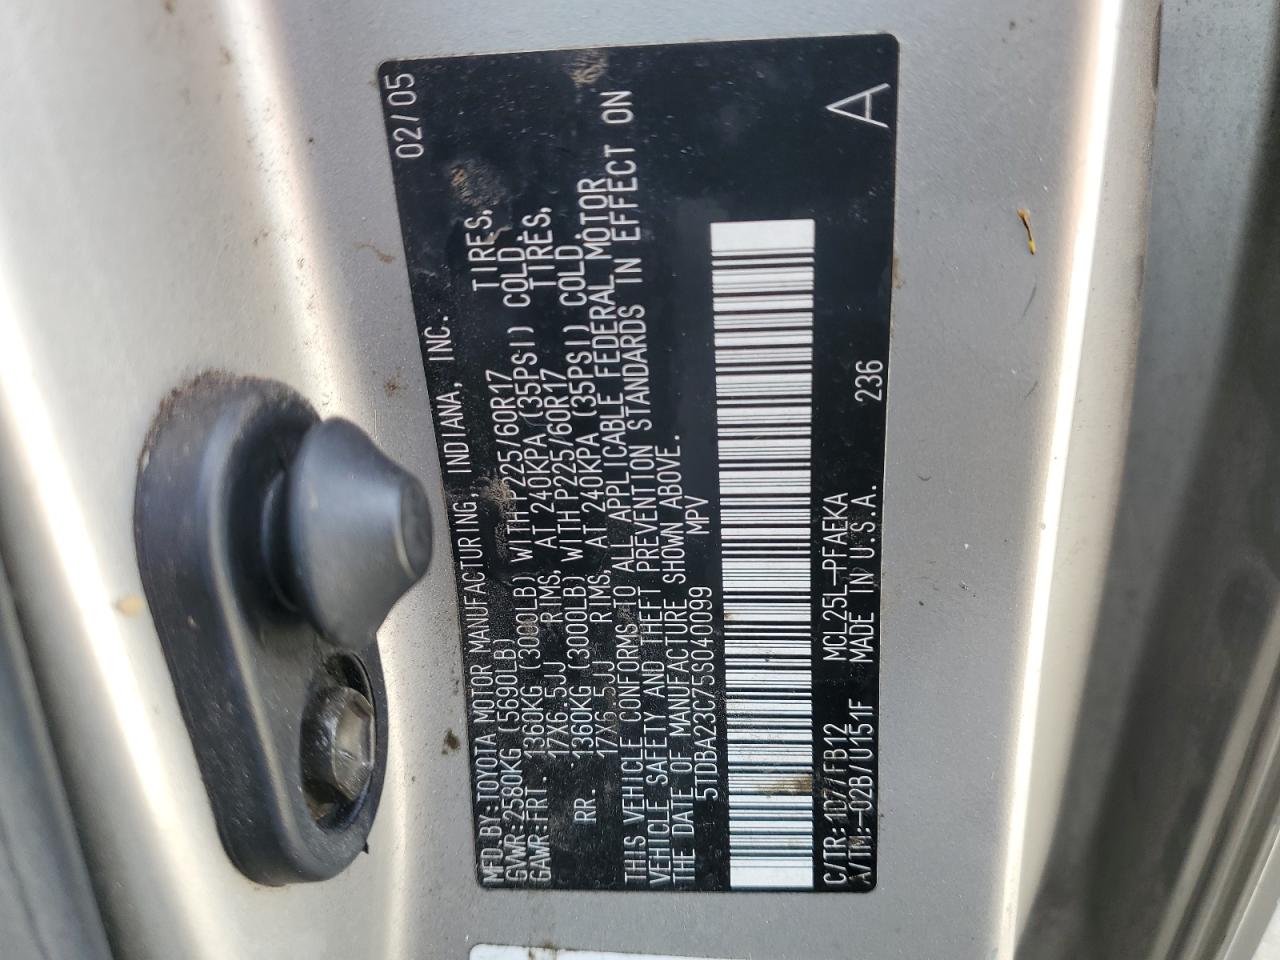 02/05
MFD.BY:TOYOTA MOTOR MANUFACTURING, INDIANA, INC.
GVWR:2580KG (5690LB)
GAWR:FRT. 1360KG (3000LB) WITH P225/60R17 TIRES,
17X6.5JJ RIMS, AT 240KPA (35PSI) COLD.
RR. 1360KG (3000LB) WITH P225/60R17 TIRES,
17X6.5JJ RIMS, AT 240KPA (35PSI) COLD.
THIS VEHICLE CONFORMS TO ALL APPLICABLE FEDERAL MOTOR
VEHICLE SAFETY AND THEFT PREVENTION STANDARDS IN EFFECT ON
THE DATE OF MANUFACTURE SHOWN ABOVE.
5TDBA23C75S040099 MPV
C/TR:1D7/FB12 MCL25L-PFAEKA 236
A/TM:-02B/U151F MADE IN U.S.A.
A